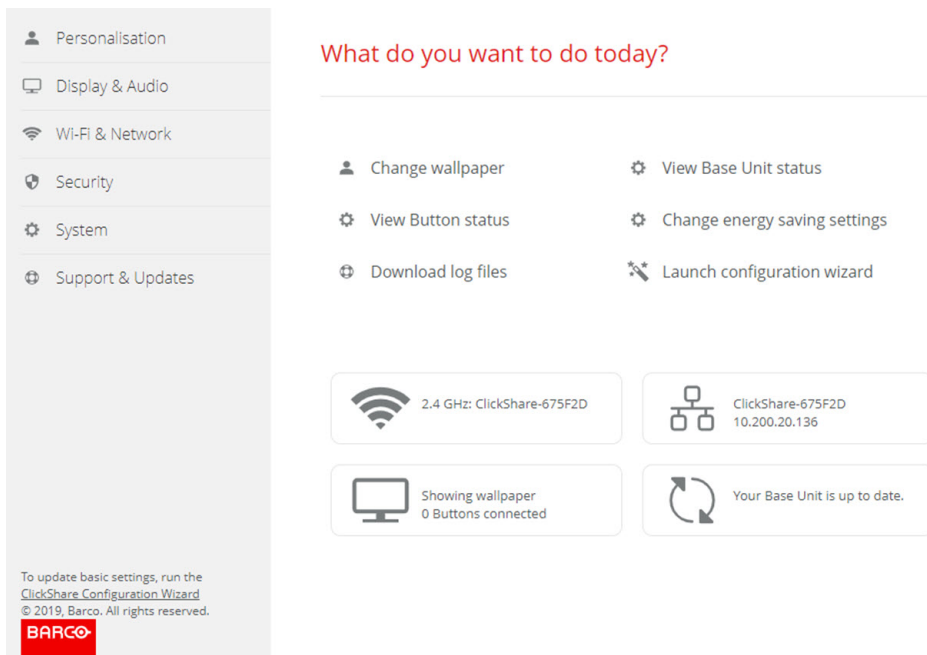 Personalisation
Display & Audio
Wi-Fi & Network
Security
System
Support & Updates
To update basic settings, run the
ClickShare Configuration Wizard
© 2019, Barco. All rights reserved.
BARCO
What do you want to do today?
Change wallpaper
View Base Unit status
View Button status
Change energy saving settings
Download log files
Launch configuration wizard
2.4 GHz: ClickShare-675F2D
ClickShare-675F2D
10.200.20.136
Showing wallpaper
0 Buttons connected
Your Base Unit is up to date.